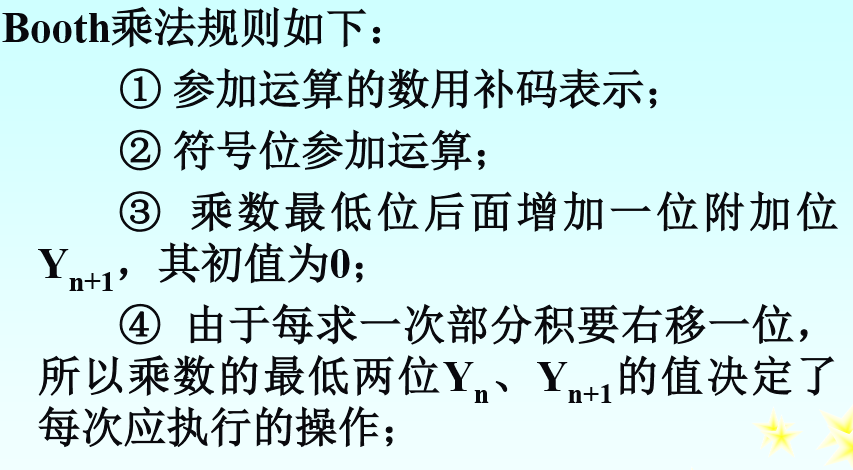 Booth乘法规则如下：
① 参加运算的数用补码表示；
② 符号位参加运算；
③ 乘数最低位后面增加一位附加位
Yn+1，其初值为0；
④ 由于每求一次部分积要右移一位，
所以乘数的最低两位Yn、Yn+1的值决定了
每次应执行的操作；